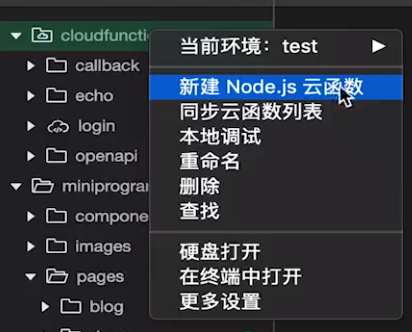 cloudfunction
当前环境：test
callback
新建 Node.js 云函数
echo
同步云函数列表
login
本地调试
openapi
重命名
miniprogram
删除
compone
查找
images
硬盘打开
pages
在终端中打开
blog
更多设置